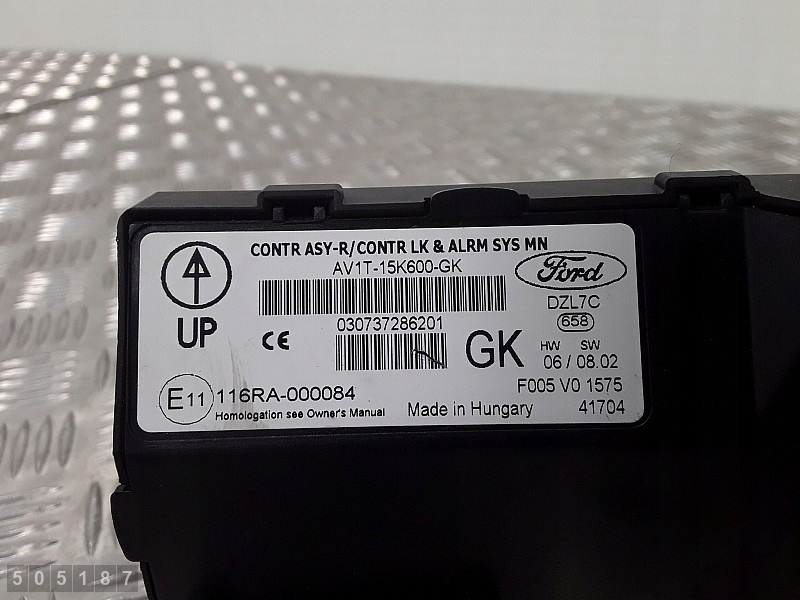 CONTR ASY-R/CONTR LK & ALRM SYS MN
AV1T-15K600-GK
Ford
UP
CE
030737286201
GK
DZL7C
658
HW SW
06 / 08.02
E11 116RA-000084
F005 V0 1575
Homologation see Owner's Manual
Made in Hungary
41704
505187